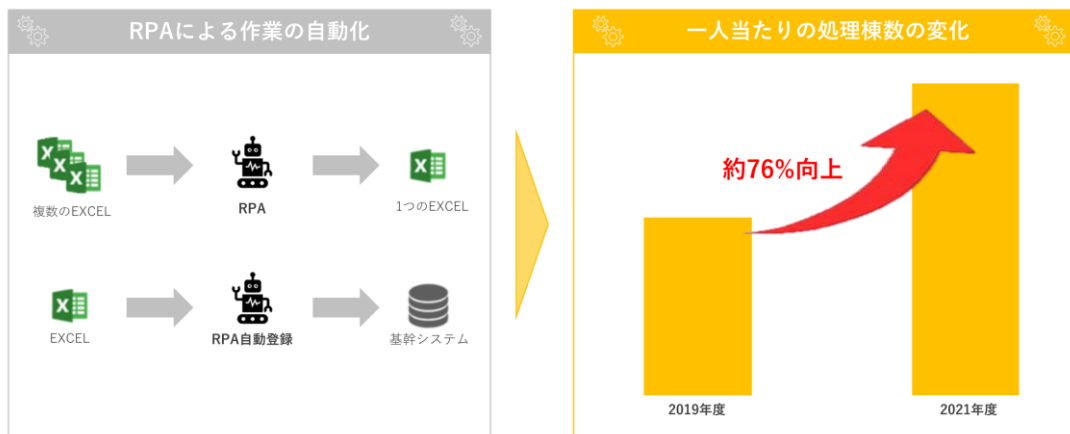 RPAによる作業の自動化
複数のEXCEL
RPA
1つのEXCEL
EXCEL
RPA自動登録
基幹システム
一人当たりの処理棟数の変化
約76%向上
2019年度
2021年度